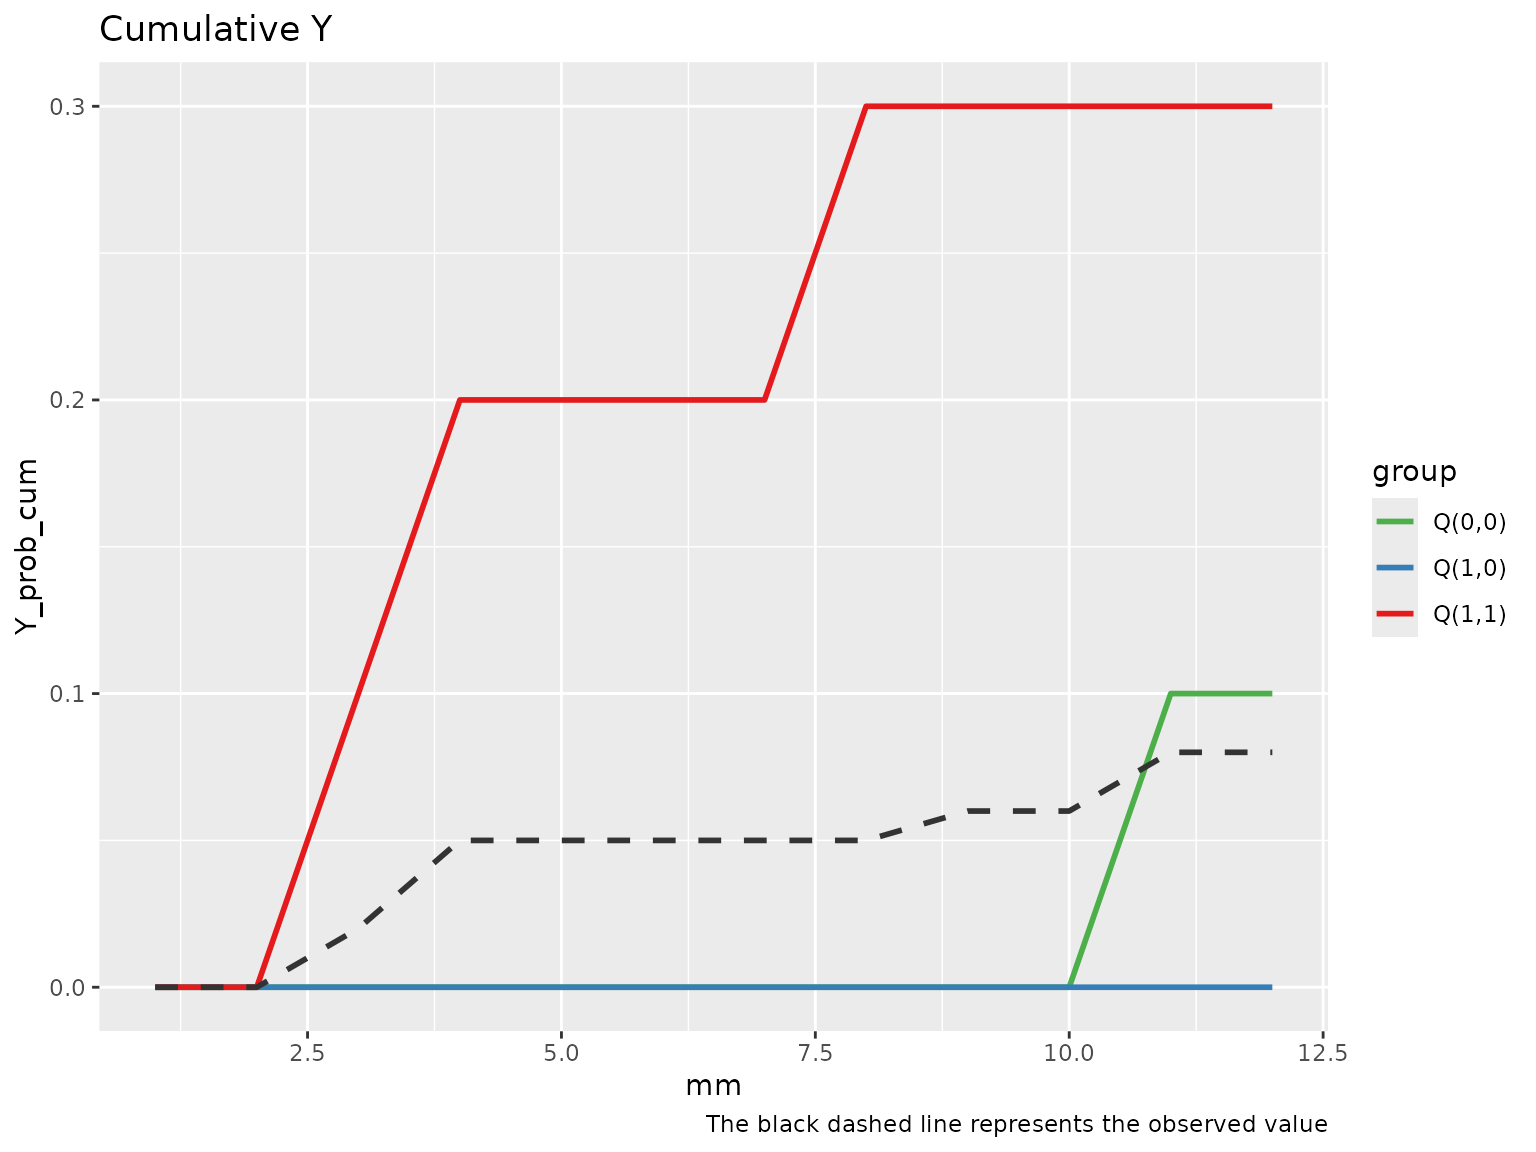 Cumulative Y
Y_prob_cum
0.3
0.2
0.1
0.0
2.5
5.0
7.5
10.0
12.5
mm
group
Q(0,0)
Q(1,0)
Q(1,1)
The black dashed line represents the observed value